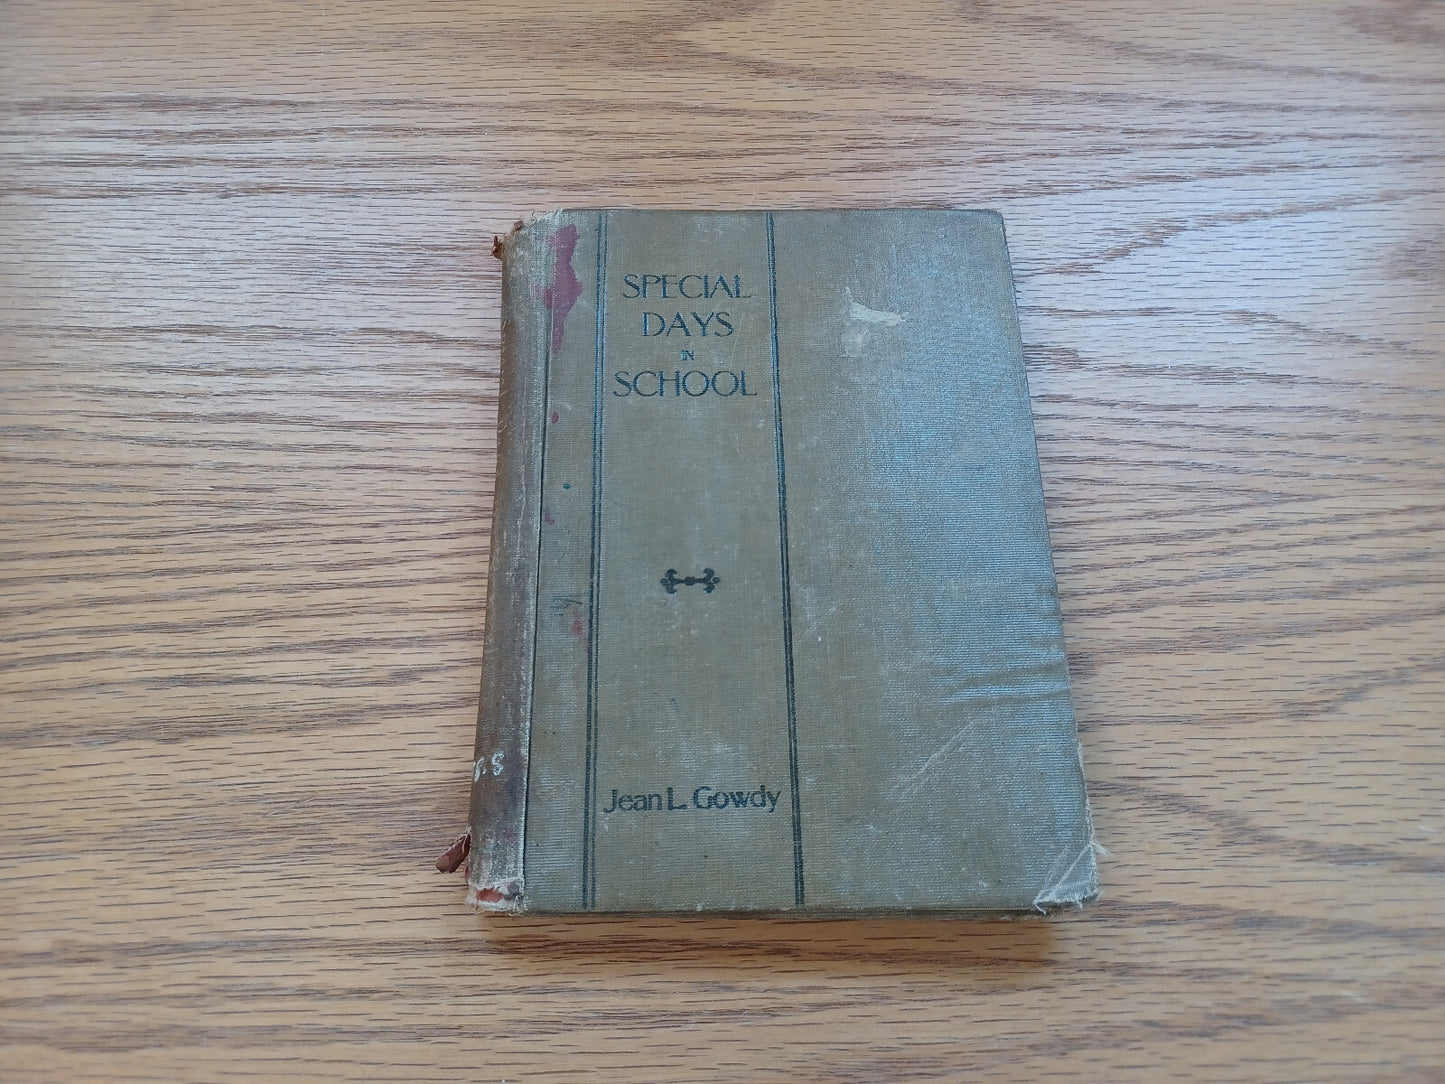 SPECIAL
DAYS
IN
SCHOOL
Jean L. Gowdy